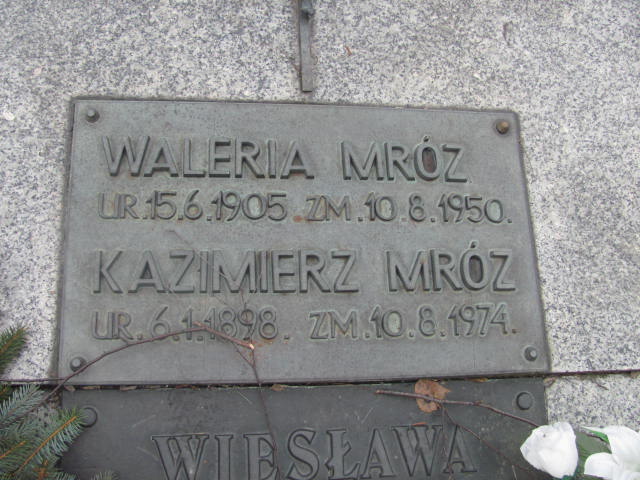 WALERIA MRÓZ
UR.15.6.1905. ZM.10.8.1950.
KAZIMIERZ MRÓZ
UR.6.1.1898. ZM.10.8.1974.
WIESŁAWA